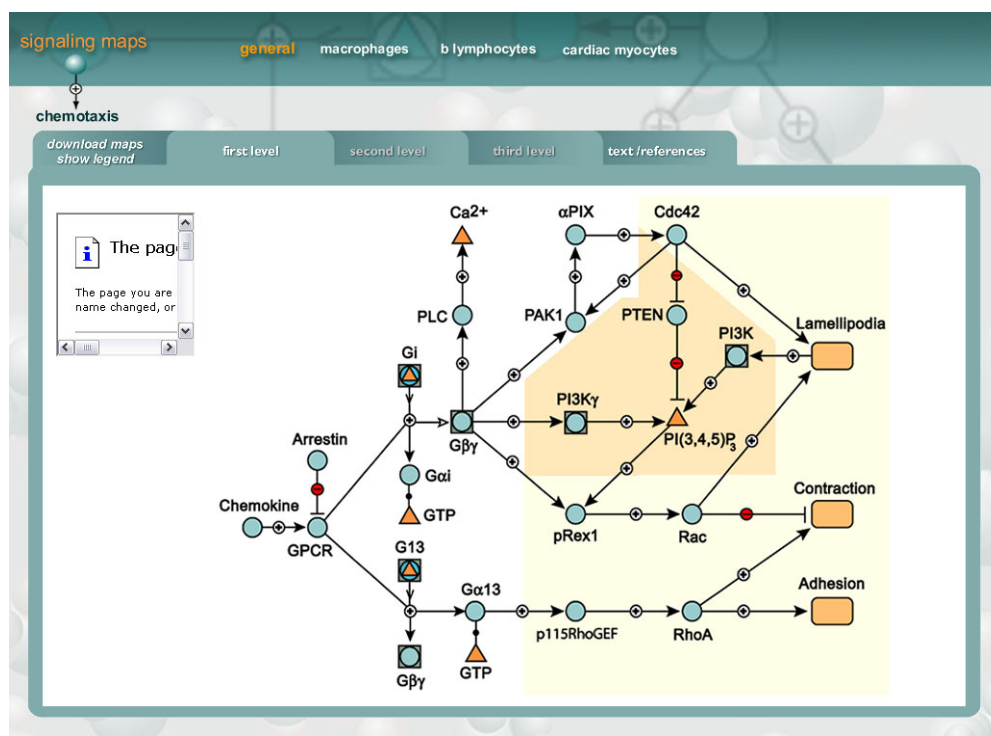 signaling maps
general macrophages b lymphocytes cardiac myocytes
chemotaxis
download maps
show legend
first level second level third level text/references
The pag
The page you are
name changed, or
Ca2+ αPIX Cdc42
PLC PAK1 PTEN PI3K Lamellipodia
Gi
PI3Kγ
Gβγ PI(3,4,5)P3
Arrestin
Gαi
Chemokine GTP Contraction
GPCR pRex1 Rac
G13
Gα13 Adhesion
p115RhoGEF RhoA
Gβγ GTP